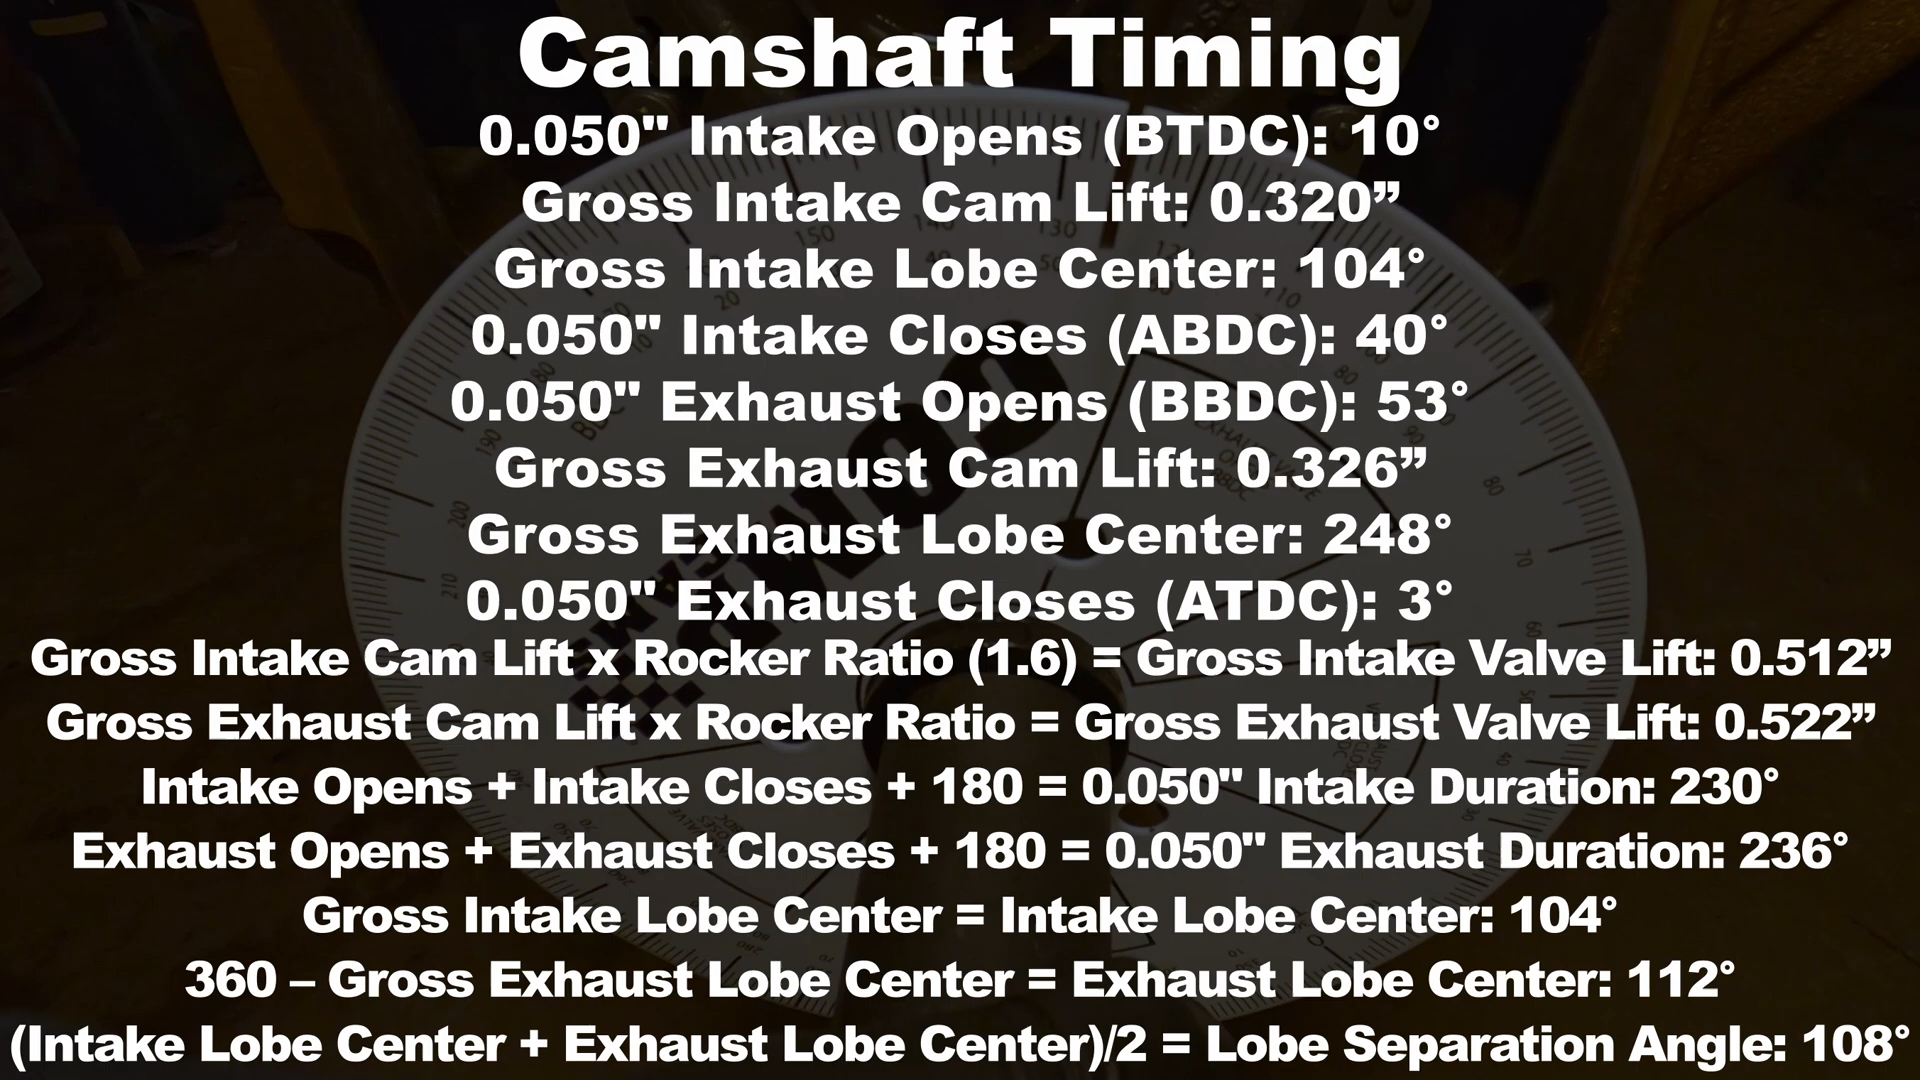 Camshaft Timing
0.050" Intake Opens (BTDC): 10°
Gross Intake Cam Lift: 0.320”
Gross Intake Lobe Center: 104°
0.050" Intake Closes (ABDC): 40°
0.050" Exhaust Opens (BBDC): 53°
Gross Exhaust Cam Lift: 0.326”
Gross Exhaust Lobe Center: 248°
0.050" Exhaust Closes (ATDC): 3°
Gross Intake Cam Lift x Rocker Ratio (1.6) = Gross Intake Valve Lift: 0.512”
Gross Exhaust Cam Lift x Rocker Ratio = Gross Exhaust Valve Lift: 0.522”
Intake Opens + Intake Closes + 180 = 0.050" Intake Duration: 230°
Exhaust Opens + Exhaust Closes + 180 = 0.050" Exhaust Duration: 236°
Gross Intake Lobe Center = Intake Lobe Center: 104°
360 – Gross Exhaust Lobe Center = Exhaust Lobe Center: 112°
(Intake Lobe Center + Exhaust Lobe Center)/2 = Lobe Separation Angle: 108°